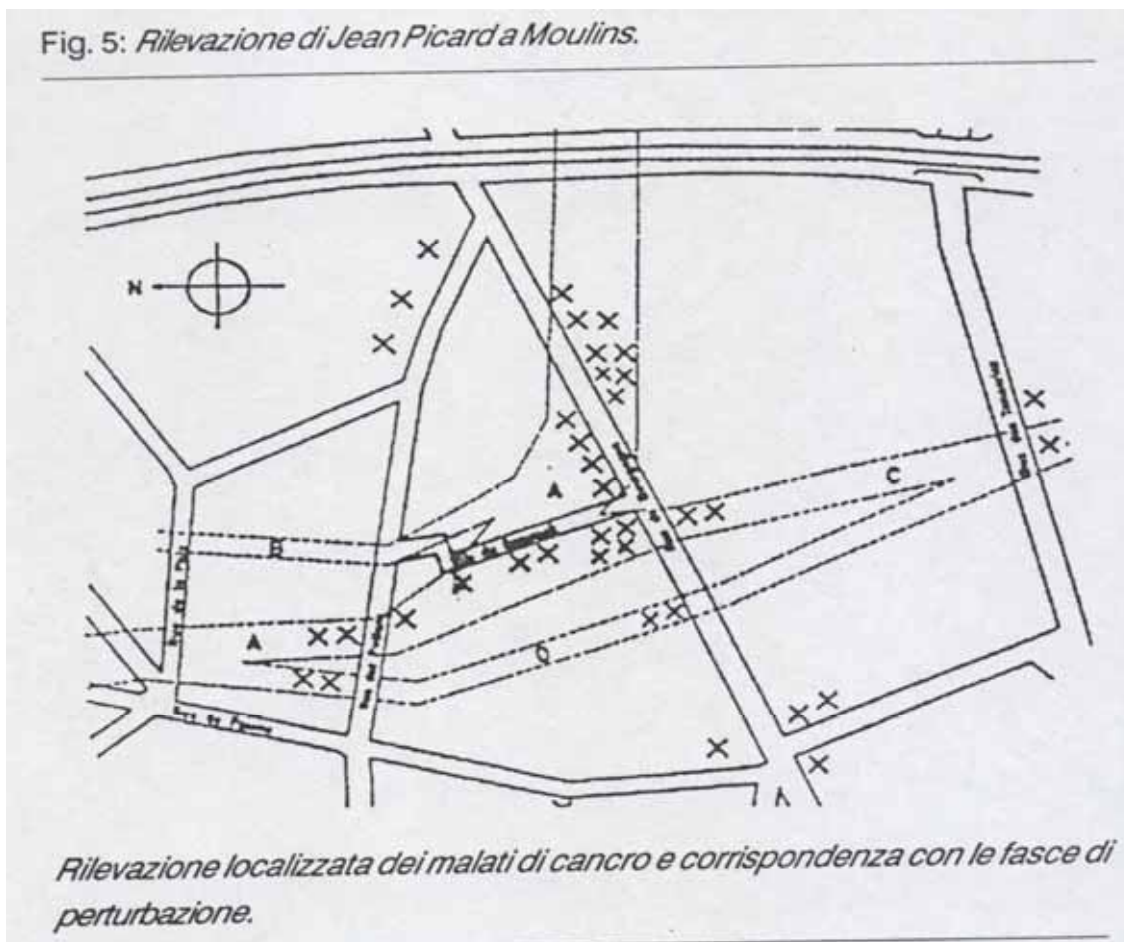 Fig. 5: Rilevazione di Jean Picard a Moulins.
N
A
B
C
A
Rilevazione localizzata dei malati di cancro e corrispondenza con le fasce di
perturbazione.